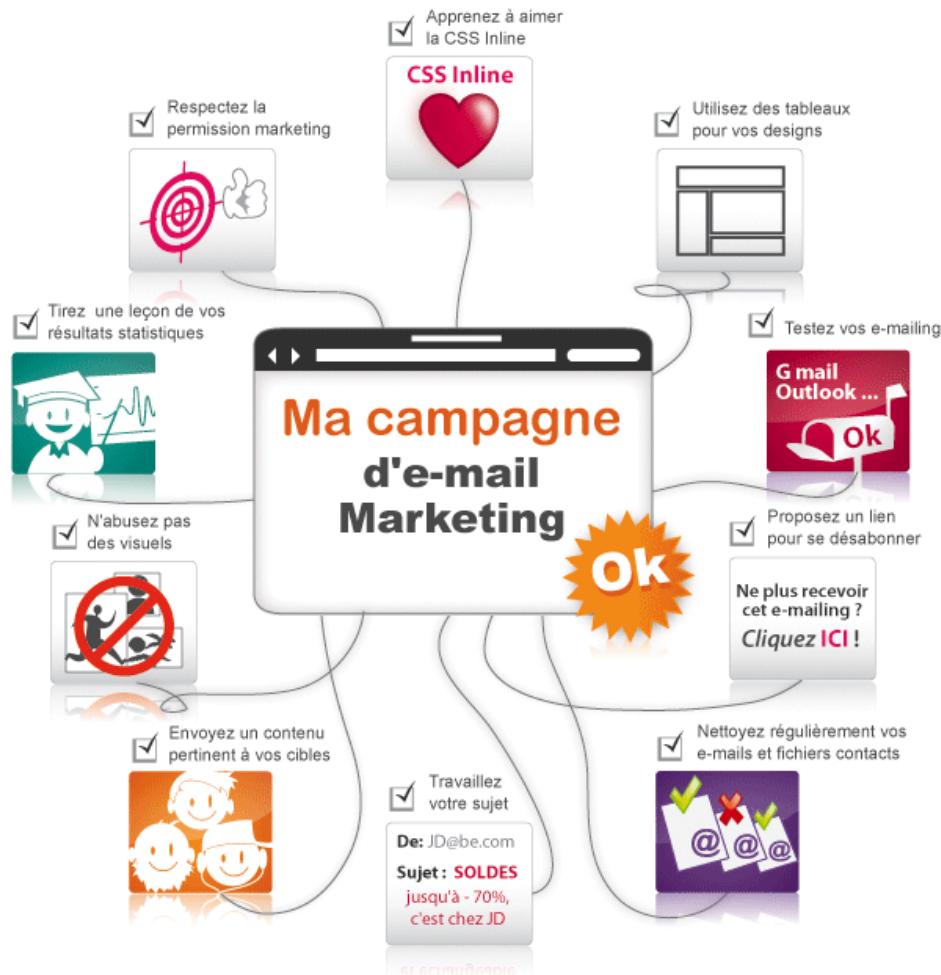 Apprenez à aimer
la CSS Inline
CSS Inline
Respectez la
permission marketing
Utilisez des tableaux
pour vos designs
Tirez une leçon de vos
résultats statistiques
Testez vos e-mailing
G mail
Outlook ...
Ok
Ma campagne
d'e-mail
Marketing
Ok
N'abusez pas
des visuels
Proposez un lien
pour se désabonner
Ne plus recevoir
cet e-mailing ?
Cliquez ICI !
Envoyez un contenu
pertinent à vos cibles
Travaillez
votre sujet
De: JD@be.com
Sujet : SOLDES
jusqu'à - 70%,
c'est chez JD
Nettoyez régulièrement vos
e-mails et fichiers contacts
@
@
@